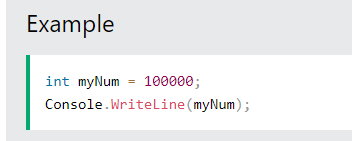 Example
int myNum = 100000;
Console.WriteLine(myNum);